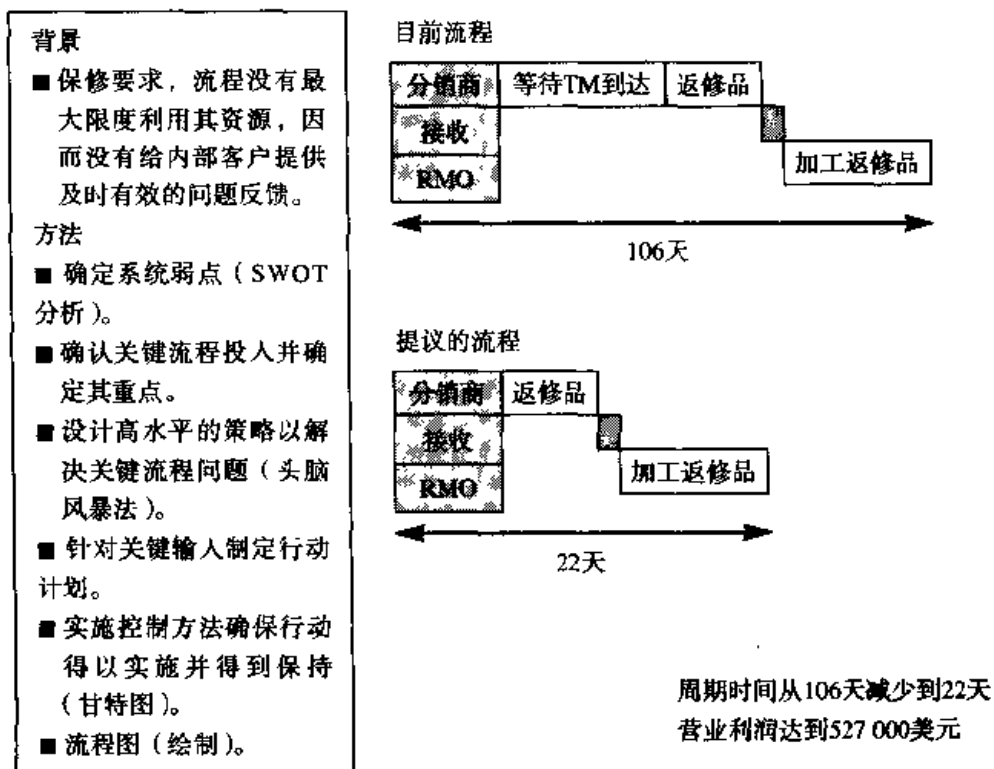 背景
■ 保修要求，流程没有最
大限度利用其资源，因
而没有给内部客户提供
及时有效的问题反馈。
方法
■ 确定系统弱点（SWOT
分析）。
■ 确认关键流程投入并确
定其重点。
■ 设计高水平的策略以解
决关键流程问题（头脑
风暴法）。
■ 针对关键输入制定行动
计划。
■ 实施控制方法确保行动
得以实施并得到保持
（甘特图）。
■ 流程图（绘制）。
目前流程
分销商 等待TM到达 返修品
接收
加工返修品
RMO
106天
提议的流程
分销商 返修品
接收
加工返修品
RMO
22天
周期时间从106天减少到22天
营业利润达到527 000美元